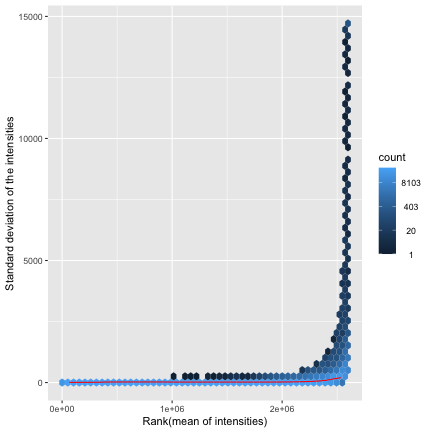 15000
10000
5000
0
Standard deviation of the intensities
0e+00
1e+06
2e+06
Rank(mean of intensities)
count
8103
403
20
1